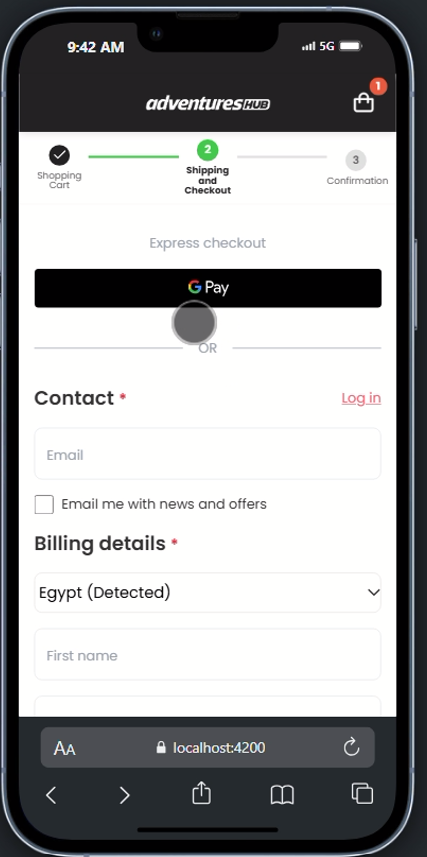 9:42 AM
5G
adventures HUB
1
2
3
Shopping
Cart
Shipping
and
Checkout
Confirmation
Express checkout
G Pay
OR
Contact *
Log in
Email
Email me with news and offers
Billing details *
Egypt (Detected)
First name
AA
localhost:4200